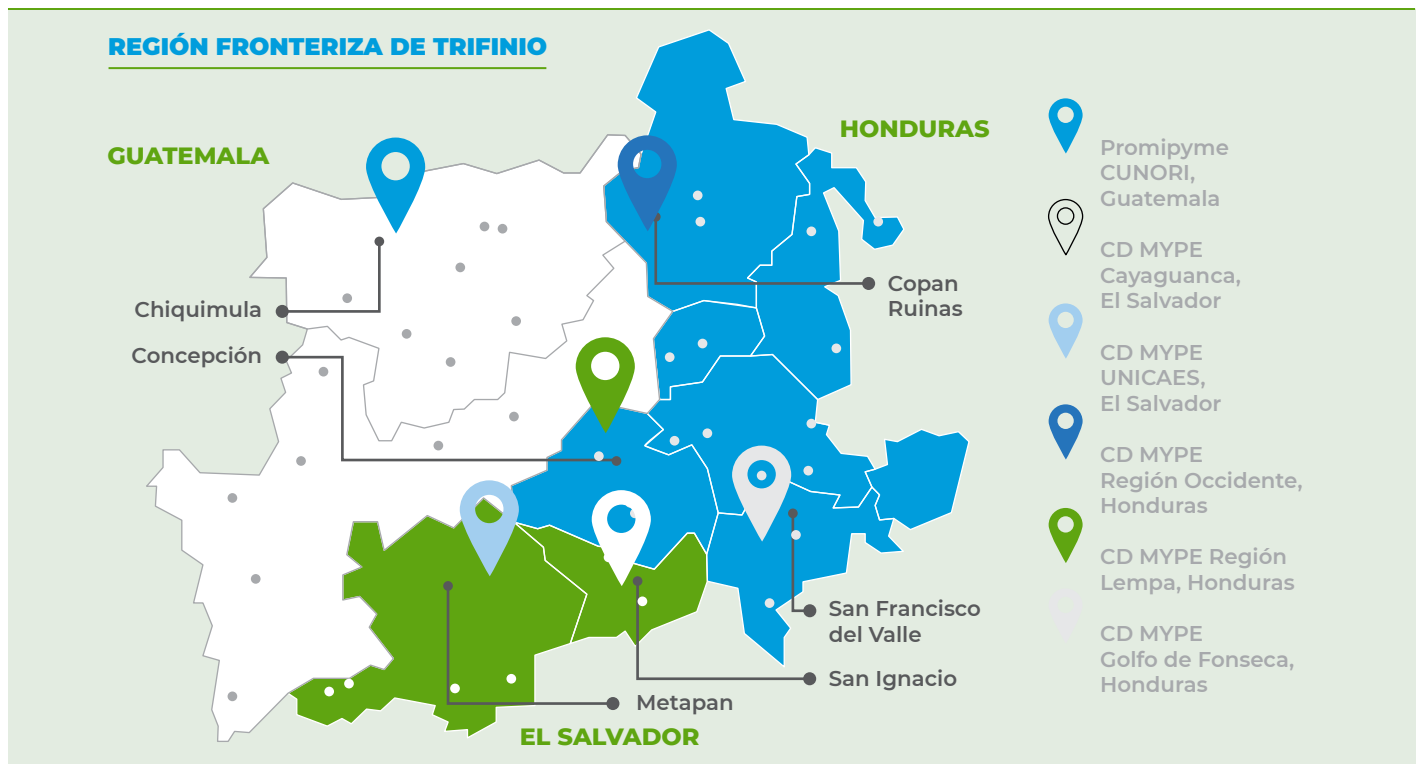 REGIÓN FRONTERIZA DE TRIFINIO
GUATEMALA
HONDURAS
Chiquimula
Concepción
Copan
Ruinas
San Francisco
del Valle
San Ignacio
Metapan
EL SALVADOR
Promipyme
CUNORI,
Guatemala
CD MYPE
Cayaguanca,
El Salvador
CD MYPE
UNICAES,
El Salvador
CD MYPE
Región Occidente,
Honduras
CD MYPE Región
Lempa, Honduras
CD MYPE
Golfo de Fonseca,
Honduras